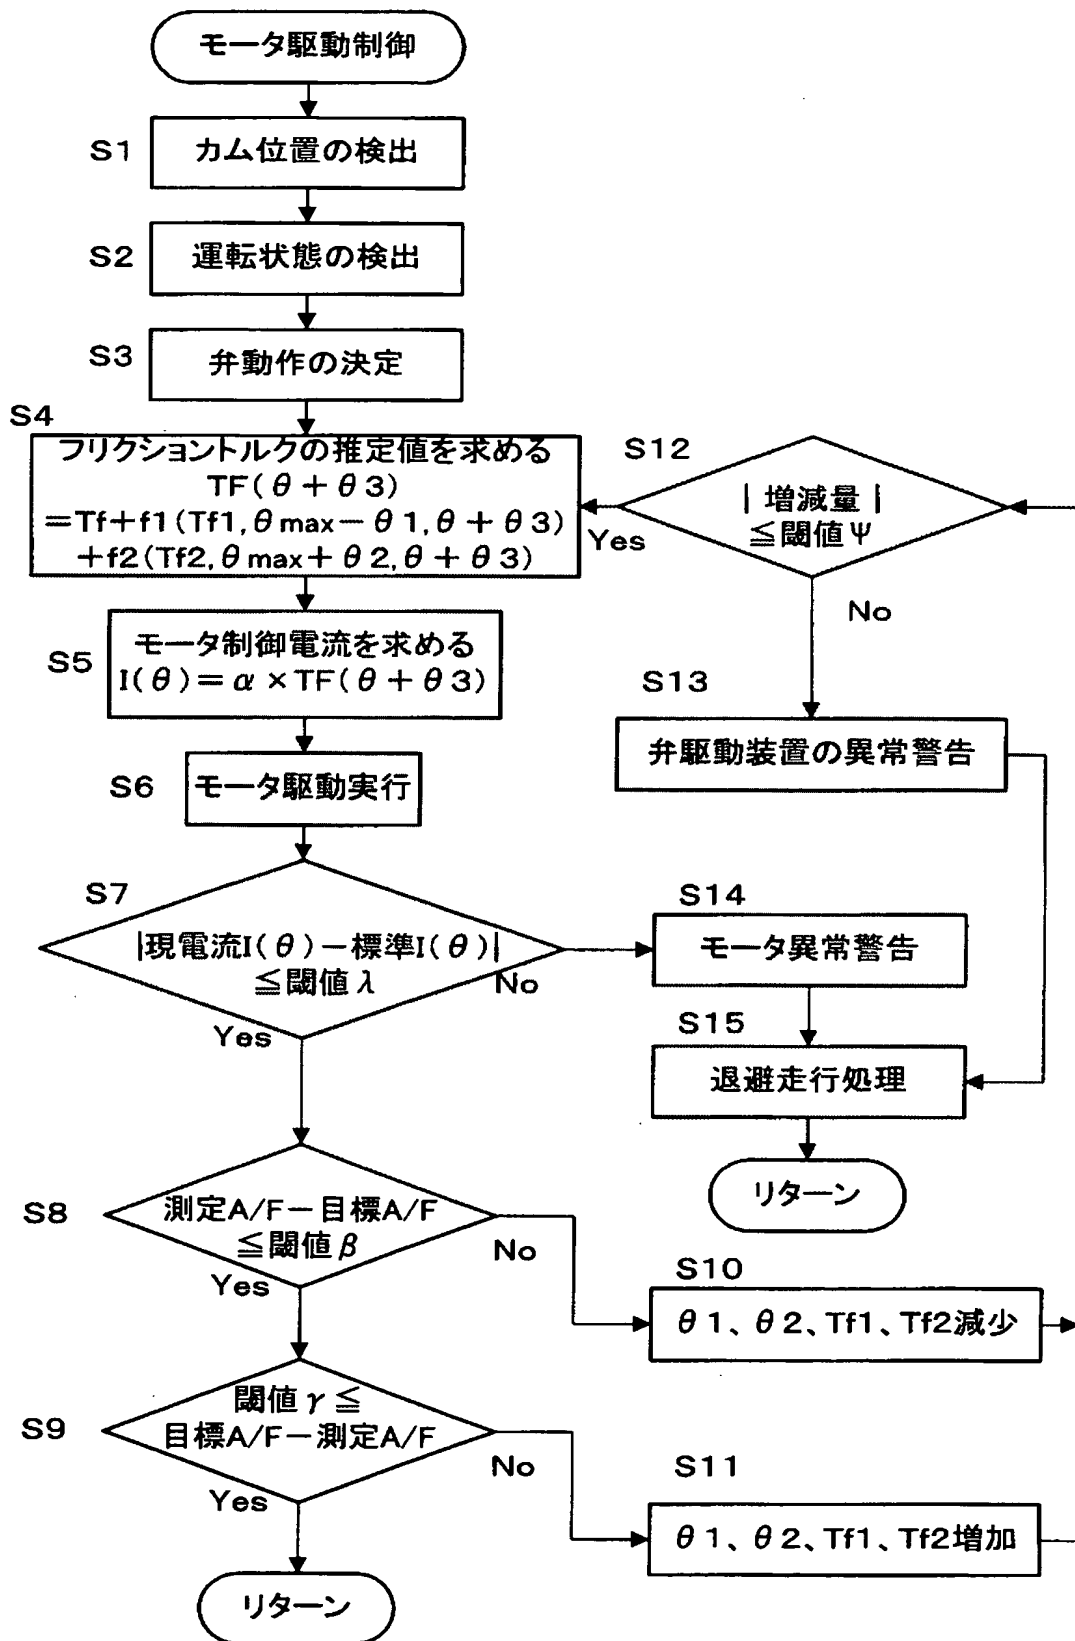 モータ駆動制御
S1
カム位置の検出
S2
運転状態の検出
S3
弁動作の決定
S4
フリクショントルクの推定値を求める
TF(θ+θ3)
=Tf+f1(Tf1,θmax-θ1,θ+θ3)
+f2(Tf2,θmax+θ2,θ+θ3)
S12
|増減量|
≦閾値Ψ
Yes
No
S5
モータ制御電流を求める
I(θ)=α×TF(θ+θ3)
S13
弁駆動装置の異常警告
S6
モータ駆動実行
S7
|現電流I(θ)-標準I(θ)|
≦閾値λ
No
Yes
S14
モータ異常警告
S15
退避走行処理
リターン
S8
測定A/F-目標A/F
≦閾値β
No
Yes
S10
θ1、θ2、Tf1、Tf2減少
S9
閾値γ≦
目標A/F-測定A/F
No
Yes
S11
θ1、θ2、Tf1、Tf2増加
リターン